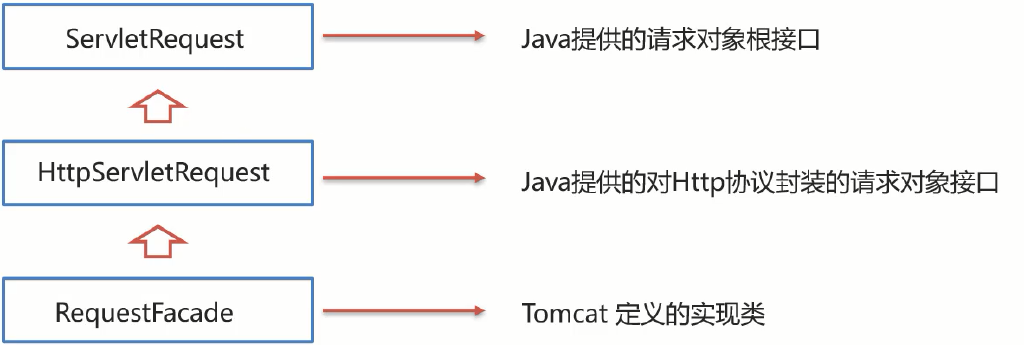 ServletRequest
Java提供的请求对象根接口
HttpServletRequest
Java提供的对Http协议封装的请求对象接口
RequestFacade
Tomcat 定义的实现类